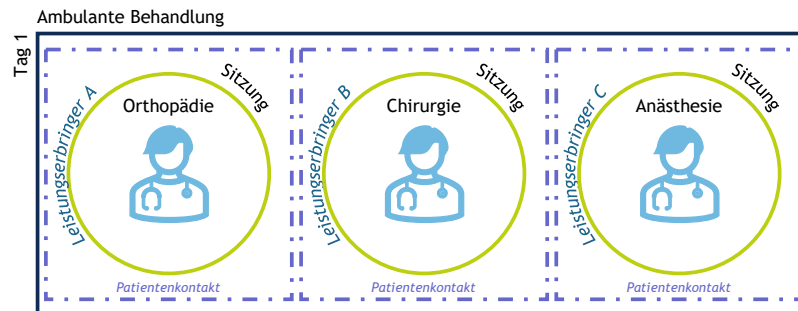 Ambulante Behandlung
Tag 1
Leistungserbringer A
Sitzung
Orthopädie
Patientenkontakt
Leistungserbringer B
Sitzung
Chirurgie
Patientenkontakt
Leistungserbringer C
Sitzung
Anästhesie
Patientenkontakt